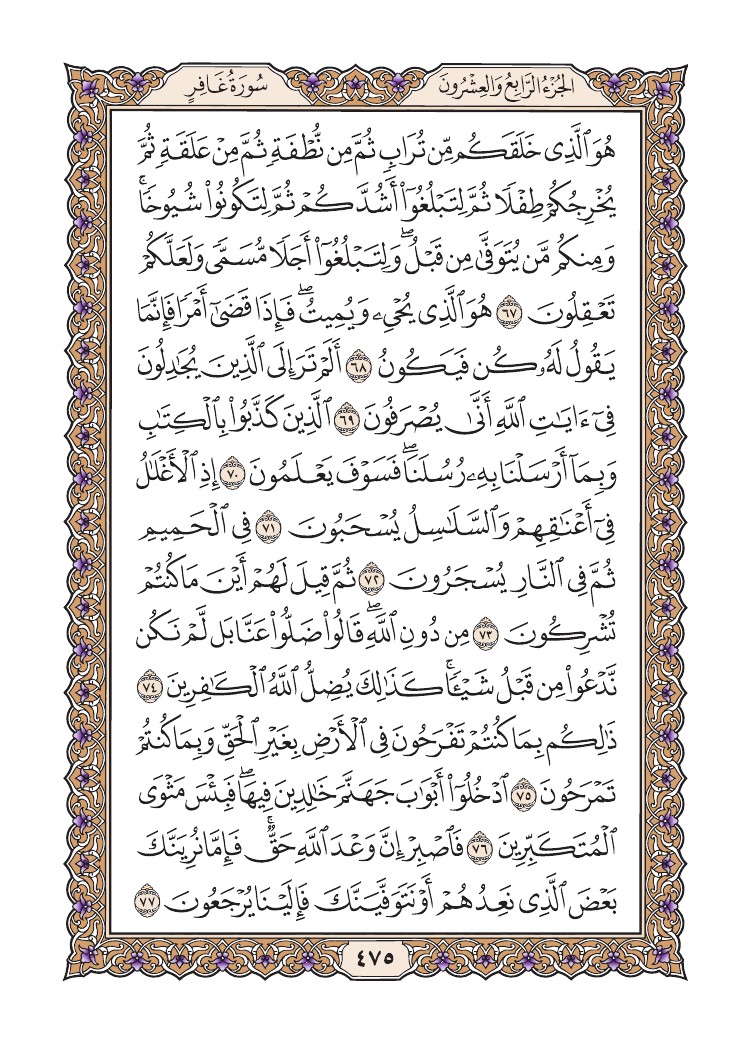 الجُزْءُ الرَّابِعُ وَالعِشْرُونَ
سُورَةُ غَافِرٍ
هُوَ ٱلَّذِى خَلَقَكُم مِّن تُرَابٍ ثُمَّ مِن نُّطْفَةٍ ثُمَّ مِنْ عَلَقَةٍ ثُمَّ
يُخْرِجُكُمْ طِفْلًا ثُمَّ لِتَبْلُغُوٓا۟ أَشُدَّكُمْ ثُمَّ لِتَكُونُوا۟ شُيُوخًا ۚ
وَمِنكُم مَّن يُتَوَفَّىٰ مِن قَبْلُ ۖ وَلِتَبْلُغُوٓا۟ أَجَلًا مُّسَمًّى وَلَعَلَّكُمْ
تَعْقِلُونَ ٦٧ هُوَ ٱلَّذِى يُحْىِۦ وَيُمِيتُ ۖ فَإِذَا قَضَىٰٓ أَمْرًا فَإِنَّمَا
يَقُولُ لَهُۥ كُن فَيَكُونُ ٦٨ أَلَمْ تَرَ إِلَى ٱلَّذِينَ يُجَٰدِلُونَ
فِىٓ ءَايَٰتِ ٱللَّهِ أَنَّىٰ يُصْرَفُونَ ٦٩ ٱلَّذِينَ كَذَّبُوا۟ بِٱلْكِتَٰبِ
وَبِمَآ أَرْسَلْنَا بِهِۦ رُسُلَنَا ۖ فَسَوْفَ يَعْلَمُونَ ٧٠ إِذِ ٱلْأَغْلَٰلُ
فِىٓ أَعْنَٰقِهِمْ وَٱلسَّلَٰسِلُ يُسْحَبُونَ ٧١ فِى ٱلْحَمِيمِ
ثُمَّ فِى ٱلنَّارِ يُسْجَرُونَ ٧٢ ثُمَّ قِيلَ لَهُمْ أَيْنَ مَا كُنتُمْ
تُشْرِكُونَ ٧٣ مِن دُونِ ٱللَّهِ ۖ قَالُوا۟ ضَلُّوا۟ عَنَّا بَل لَّمْ نَكُن
نَّدْعُوا۟ مِن قَبْلُ شَيْـًٔا ۚ كَذَٰلِكَ يُضِلُّ ٱللَّهُ ٱلْكَٰفِرِينَ ٧٤
ذَٰلِكُم بِمَا كُنتُمْ تَفْرَحُونَ فِى ٱلْأَرْضِ بِغَيْرِ ٱلْحَقِّ وَبِمَا كُنتُمْ
تَمْرَحُونَ ٧٥ ٱدْخُلُوٓا۟ أَبْوَٰبَ جَهَنَّمَ خَٰلِدِينَ فِيهَا ۖ فَبِئْسَ مَثْوَى
ٱلْمُتَكَبِّرِينَ ٧٦ فَٱصْبِرْ إِنَّ وَعْدَ ٱللَّهِ حَقٌّ ۚ فَإِمَّا نُرِيَنَّكَ
بَعْضَ ٱلَّذِى نَعِدُهُمْ أَوْ نَتَوَفَّيَنَّكَ فَإِلَيْنَا يُرْجَعُونَ ٧٧
٤٧٥